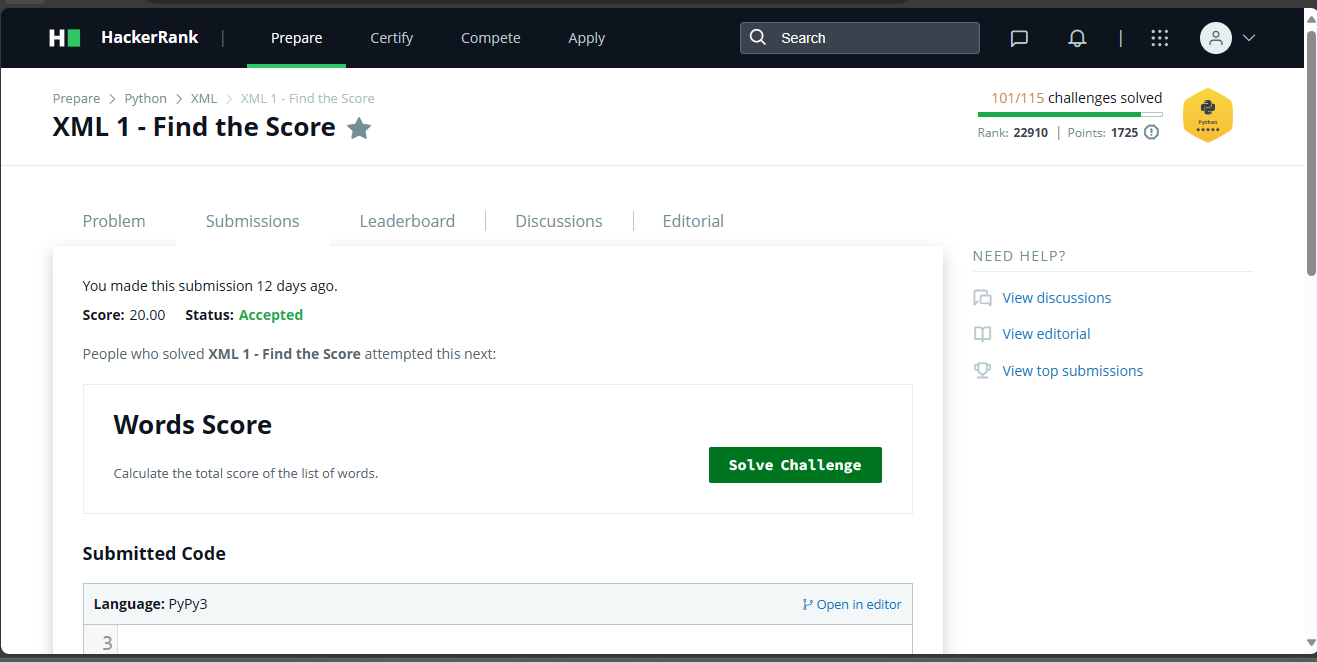 H HackerRank | Prepare Certify Compete Apply Search |
Prepare > Python > XML > XML 1 - Find the Score
XML 1 - Find the Score
101/115 challenges solved
Rank: 22910 | Points: 1725
Python
Problem Submissions Leaderboard Discussions Editorial
You made this submission 12 days ago.
Score: 20.00 Status: Accepted
People who solved XML 1 - Find the Score attempted this next:
Words Score
Calculate the total score of the list of words.
Solve Challenge
Submitted Code
Language: PyPy3 Open in editor
3
NEED HELP?
View discussions
View editorial
View top submissions